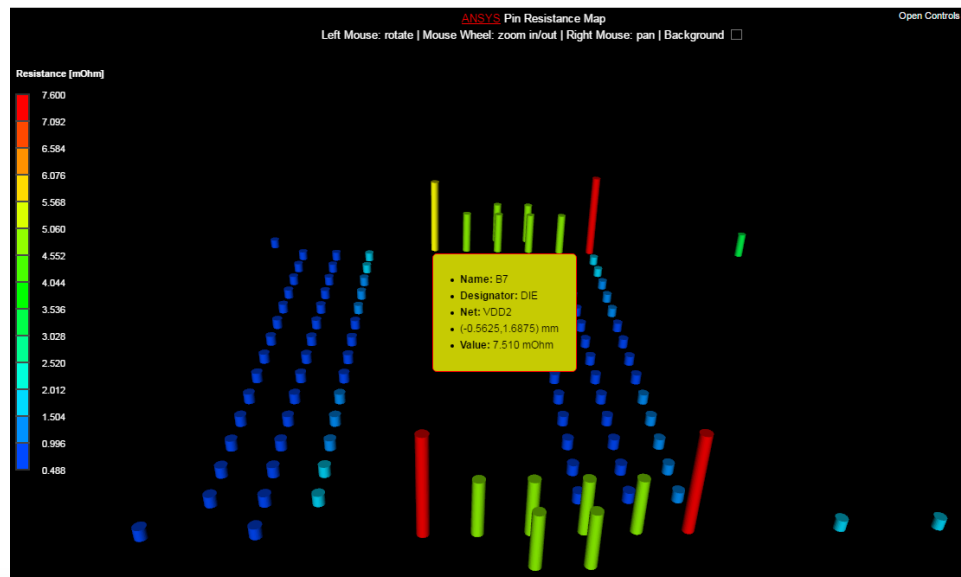 ANSYS Pin Resistance Map
Open Controls
Left Mouse: rotate | Mouse Wheel: zoom in/out | Right Mouse: pan | Background
Resistance [mOhm]
7.600
7.092
6.584
6.076
5.568
5.060
4.552
4.044
3.536
3.028
2.520
2.012
1.504
0.996
0.488
Name: B7
Designator: DIE
Net: VDD2
(-0.5625,1.6875) mm
Value: 7.510 mOhm